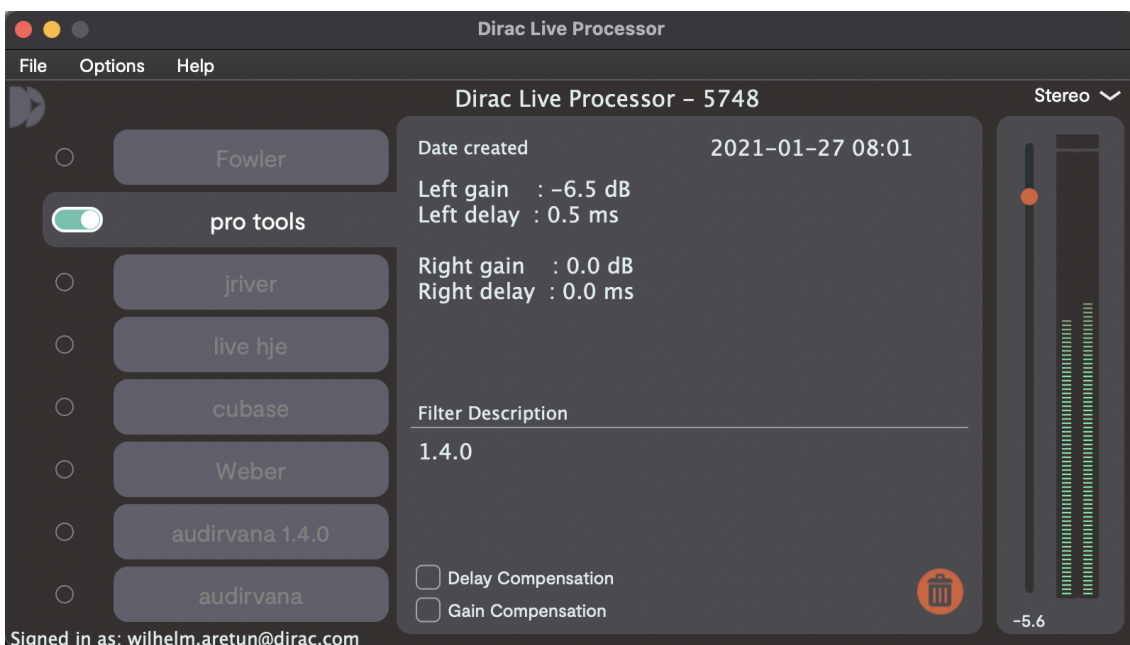 Dirac Live Processor
File Options Help
Dirac Live Processor – 5748
Stereo
Fowler
pro tools
jriver
live hje
cubase
Weber
audirvana 1.4.0
audirvana
Date created 2021–01–27 08:01
Left gain : –6.5 dB
Left delay : 0.5 ms
Right gain : 0.0 dB
Right delay : 0.0 ms
Filter Description
1.4.0
Delay Compensation
Gain Compensation
–5.6
Signed in as: wilhelm.aretun@dirac.com